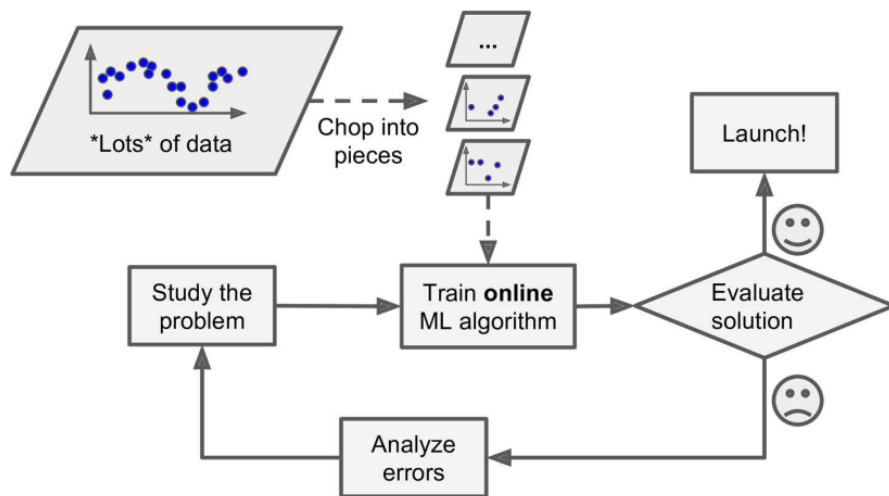 *Lots* of data
Chop into
pieces
...
Launch!
Study the
problem
Train online
ML algorithm
Evaluate
solution
Analyze
errors